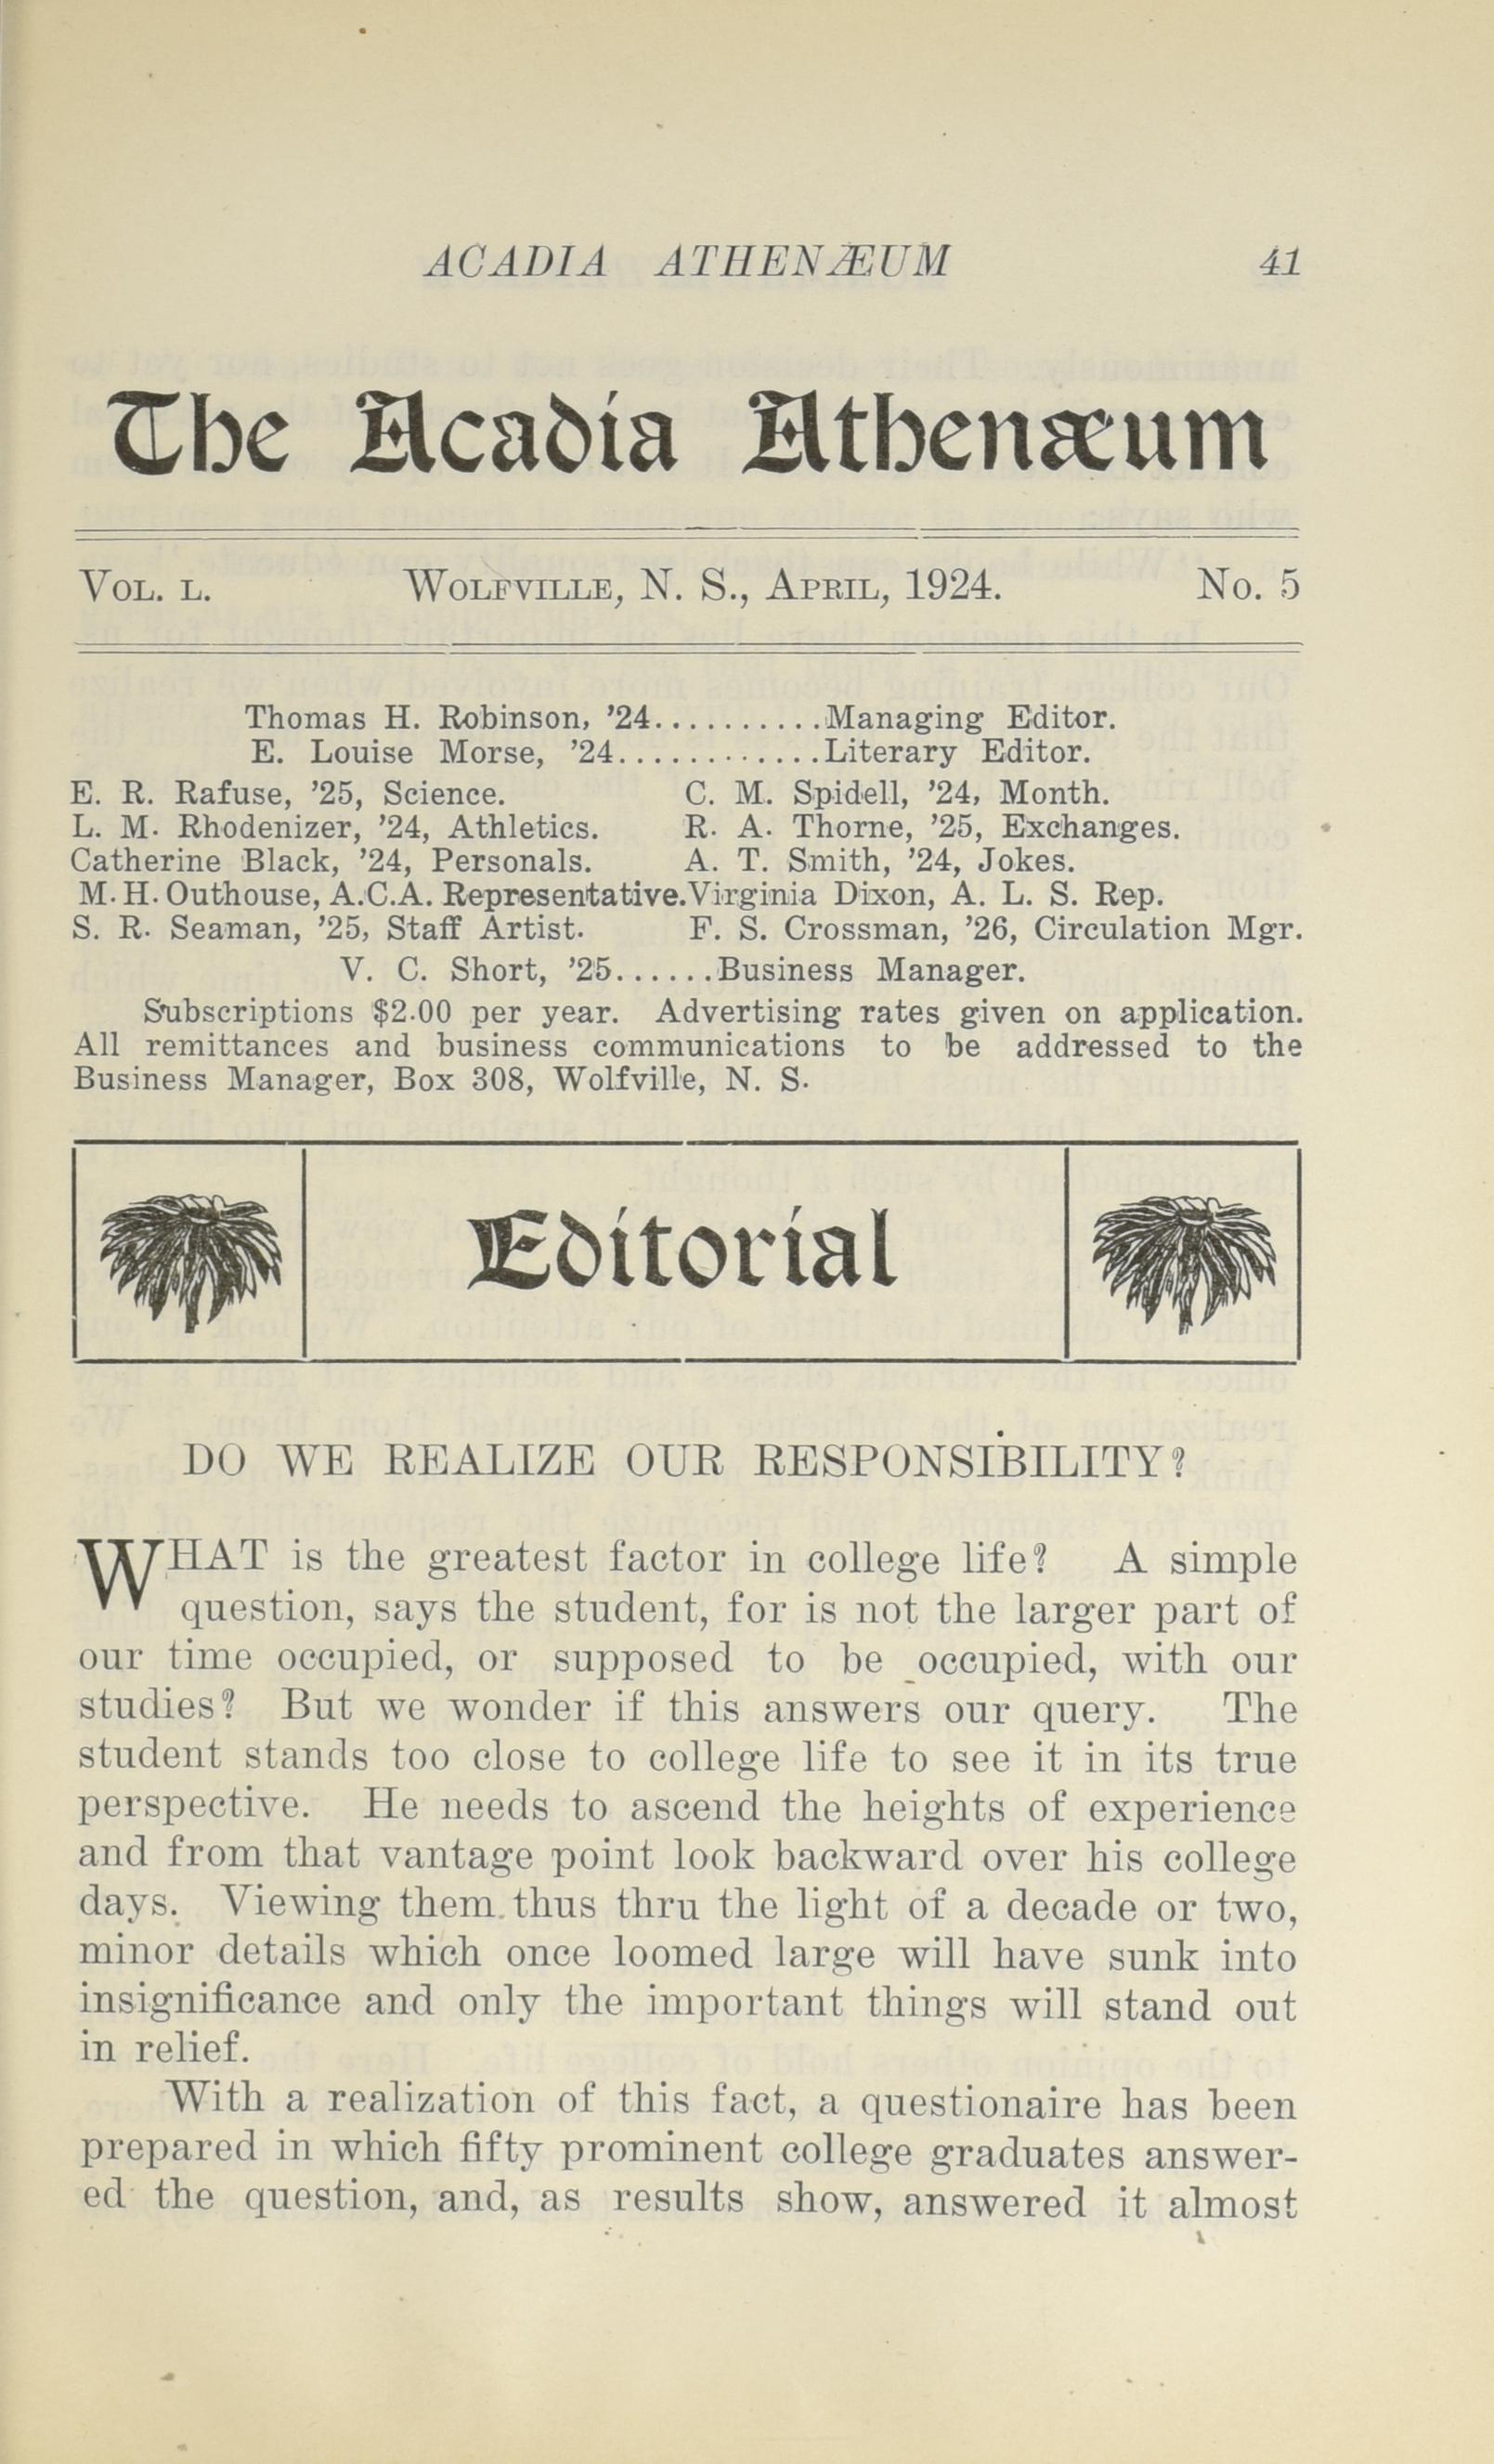 ACADIA ATHENÆUM 41
The Acadia Athenæum
VOL. L. WOLFVILLE, N. S., APRIL, 1924. No. 5
Thomas H. Robinson, ’24...........Managing Editor.
E. Louise Morse, ’24.............Literary Editor.
E. R. Rafuse, ’25, Science. C. M. Spidell, ’24, Month.
L. M. Rhodenizer, ’24, Athletics. R. A. Thorne, ’25, Exchanges.
Catherine Black, ’24, Personals. A. T. Smith, ’24, Jokes.
M. H. Outhouse, A.C.A. Representative. Virginia Dixon, A. L. S. Rep.
S. R. Seaman, ’25, Staff Artist. F. S. Crossman, ’26, Circulation Mgr.
V. C. Short, ’25......Business Manager.
Subscriptions $2.00 per year. Advertising rates given on application.
All remittances and business communications to be addressed to the
Business Manager, Box 308, Wolfville, N. S.
Editorial
DO WE REALIZE OUR RESPONSIBILITY?
WHAT is the greatest factor in college life? A simple
question, says the student, for is not the larger part of
our time occupied, or supposed to be occupied, with our
studies? But we wonder if this answers our query. The
student stands too close to college life to see it in its true
perspective. He needs to ascend the heights of experience
and from that vantage point look backward over his college
days. Viewing them thus thru the light of a decade or two,
minor details which once loomed large will have sunk into
insignificance and only the important things will stand out
in relief.
With a realization of this fact, a questionaire has been
prepared in which fifty prominent college graduates answer-
ed the question, and, as results show, answered it almost